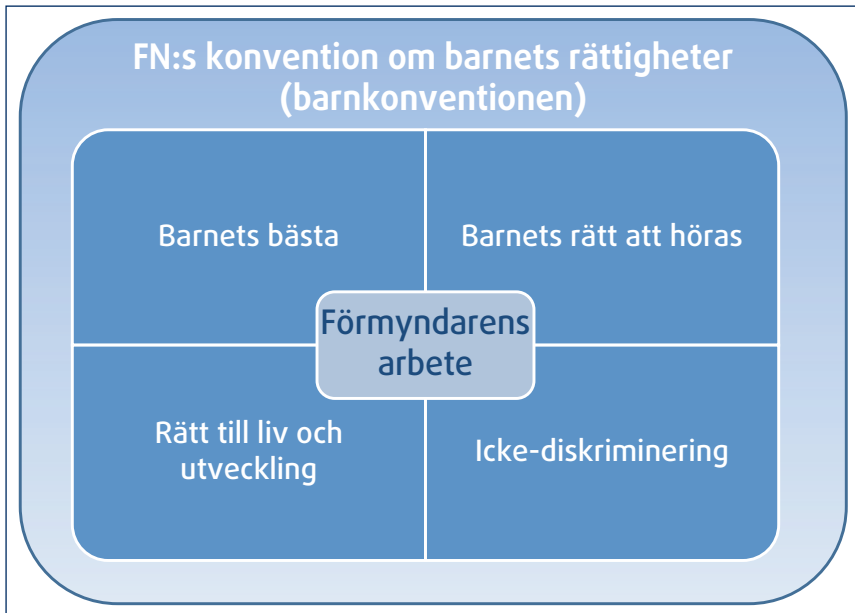 FN:s konvention om barnets rättigheter
(barnkonventionen)
Barnets bästa
Barnets rätt att höras
Förmyndarens
arbete
Rätt till liv och
utveckling
Icke-diskriminering